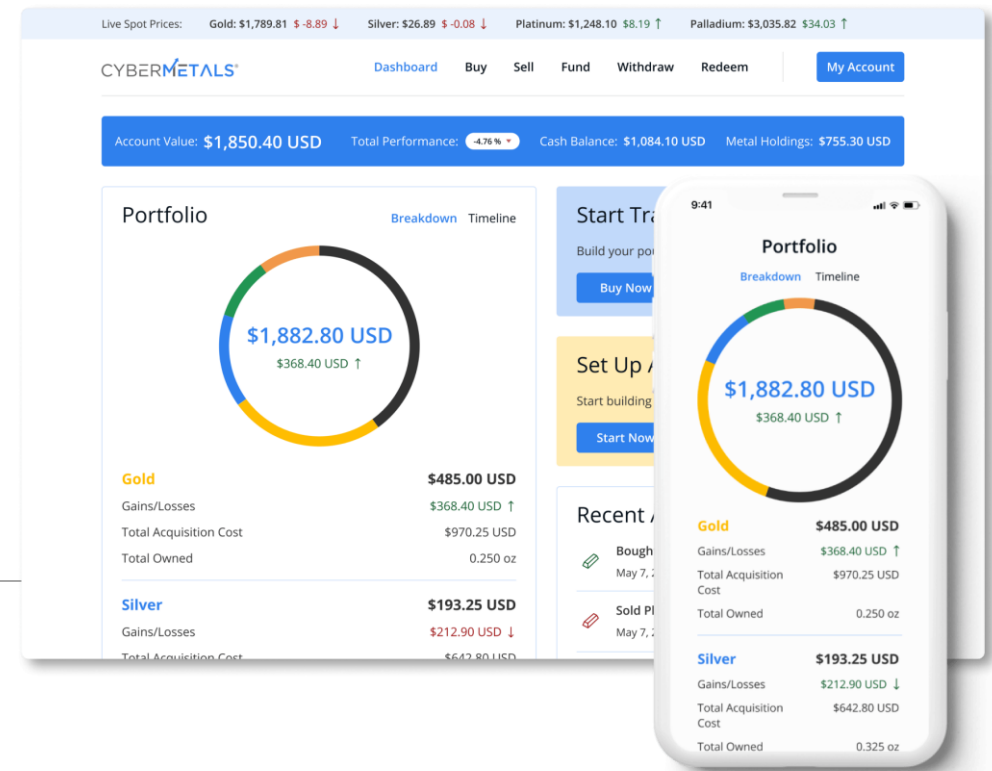 Live Spot Prices: Gold: $1,789.81 $ -8.89 ↓ Silver: $26.89 $ -0.08 ↓ Platinum: $1,248.10 $8.19 ↑ Palladium: $3,035.82 $34.03 ↑
CYBERMETALS Dashboard Buy Sell Fund Withdraw Redeem My Account
Account Value: $1,850.40 USD Total Performance: -4.76 % Cash Balance: $1,084.10 USD Metal Holdings: $755.30 USD
Portfolio
Breakdown Timeline
$1,882.80 USD
$368.40 USD ↑
Gold $485.00 USD
Gains/Losses $368.40 USD ↑
Total Acquisition Cost $970.25 USD
Total Owned 0.250 oz
Silver $193.25 USD
Gains/Losses $212.90 USD ↓
Total Acquisition Cost $642.80 USD
Start
Build your
Buy Now
Set Up
Start building
Start Now
Recent
May 7,
Sold
May 7,
9:41
Portfolio
Breakdown Timeline
$1,882.80 USD
$368.40 USD ↑
Gold $485.00 USD
Gains/Losses $368.40 USD ↑
Total Acquisition $970.25 USD
Cost
Total Owned 0.250 oz
Silver $193.25 USD
Gains/Losses $212.90 USD ↓
Total Acquisition $642.80 USD
Cost
Total Owned 0.325 oz